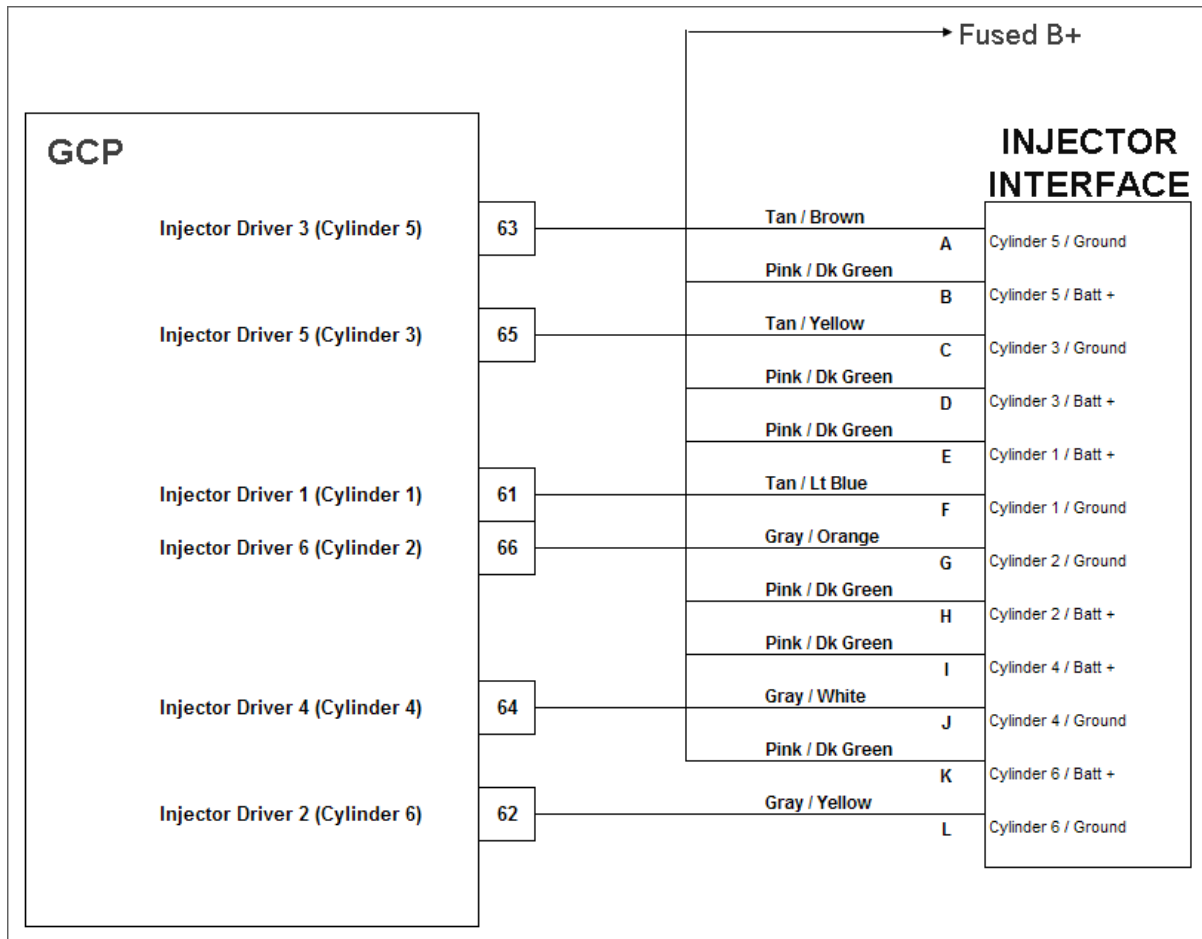 Fused B+
GCP
INJECTOR
INTERFACE
Injector Driver 3 (Cylinder 5) 63 Tan / Brown A Cylinder 5 / Ground
Pink / Dk Green B Cylinder 5 / Batt +
Injector Driver 5 (Cylinder 3) 65 Tan / Yellow C Cylinder 3 / Ground
Pink / Dk Green D Cylinder 3 / Batt +
Pink / Dk Green E Cylinder 1 / Batt +
Injector Driver 1 (Cylinder 1) 61 Tan / Lt Blue F Cylinder 1 / Ground
Injector Driver 6 (Cylinder 2) 66 Gray / Orange G Cylinder 2 / Ground
Pink / Dk Green H Cylinder 2 / Batt +
Pink / Dk Green I Cylinder 4 / Batt +
Injector Driver 4 (Cylinder 4) 64 Gray / White J Cylinder 4 / Ground
Pink / Dk Green K Cylinder 6 / Batt +
Injector Driver 2 (Cylinder 6) 62 Gray / Yellow L Cylinder 6 / Ground